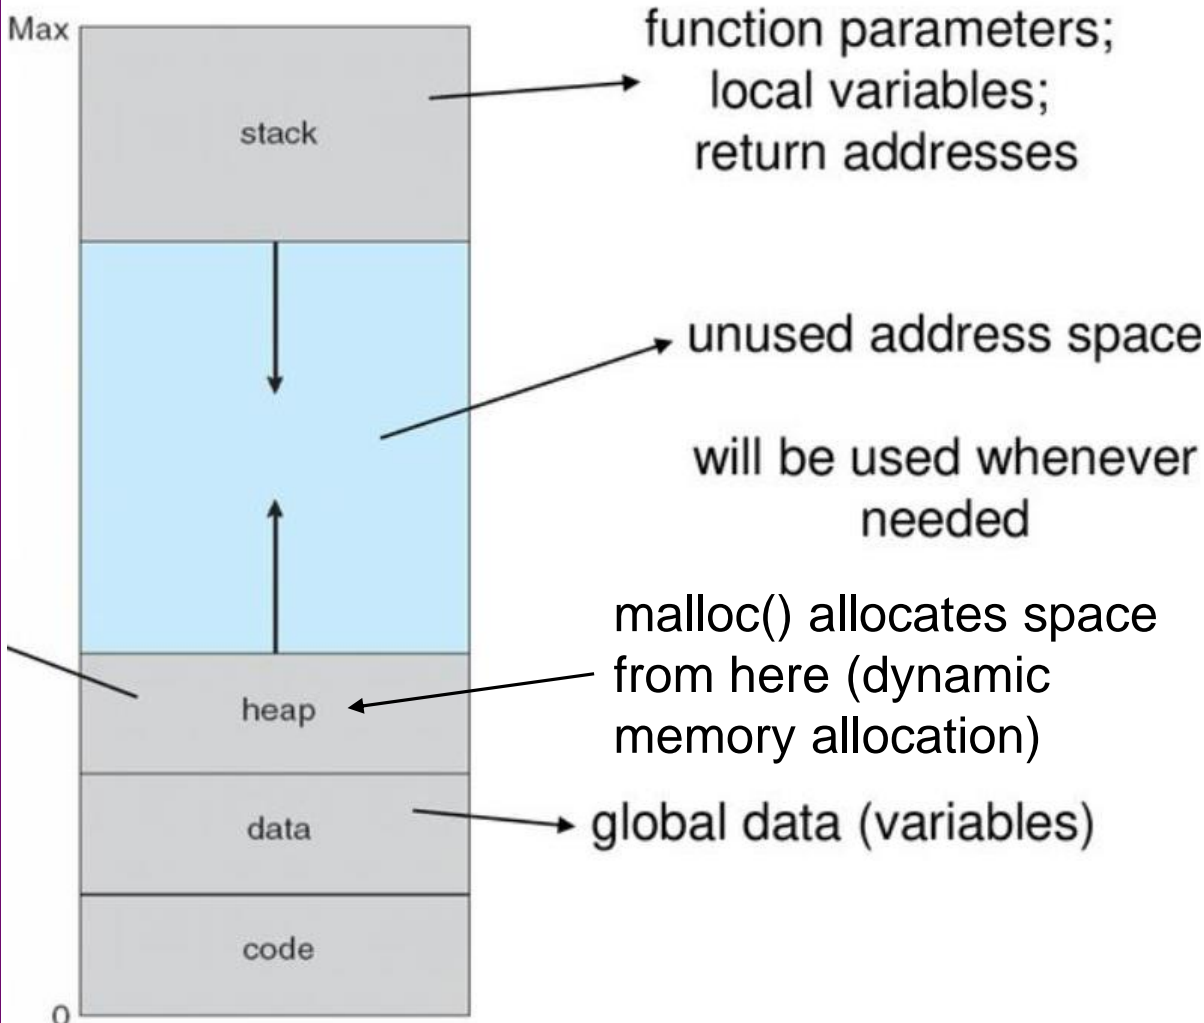 Max
function parameters;
local variables;
return addresses
stack
unused address space
will be used whenever
needed
malloc() allocates space
from here (dynamic
memory allocation)
heap
data
global data (variables)
code
0